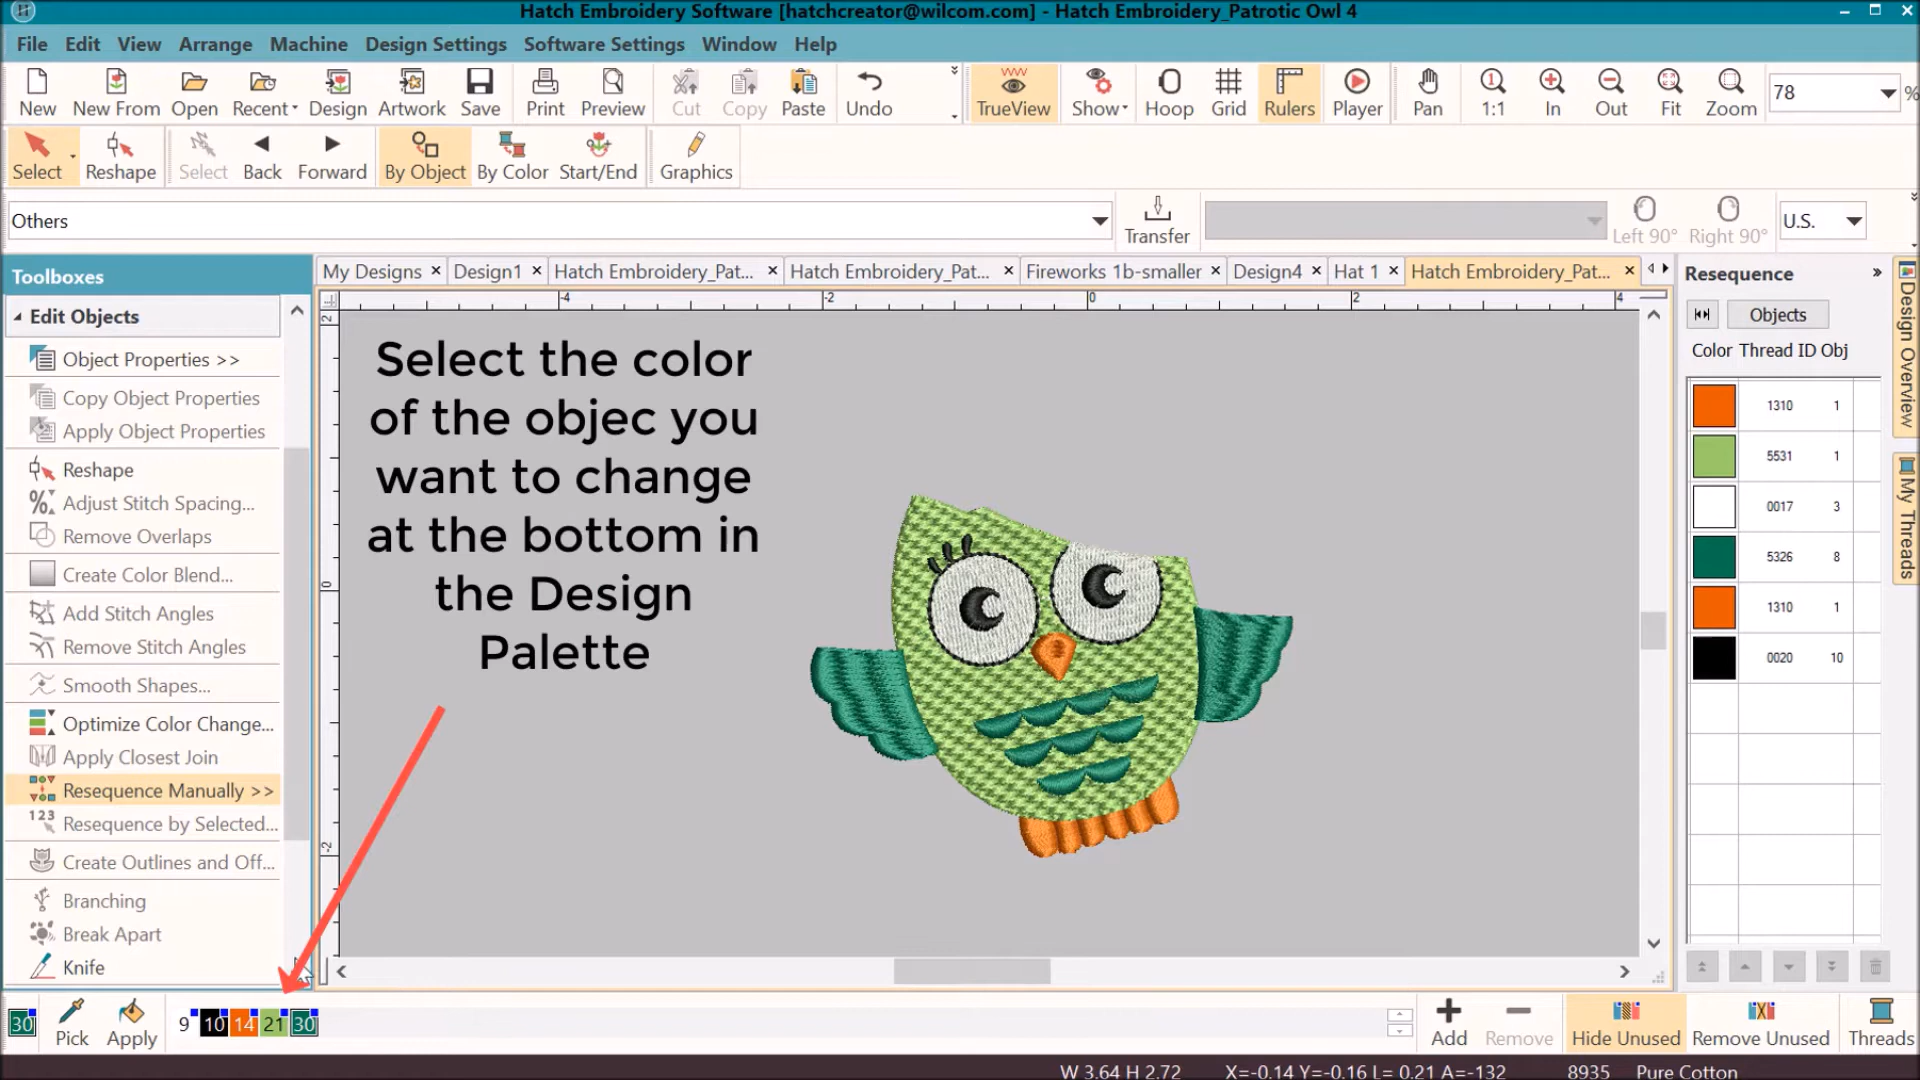 Hatch Embroidery Software [hatchcreator@wilcom.com] - Hatch Embroidery_Patrotic Owl 4
File Edit View Arrange Machine Design Settings Software Settings Window Help
New New From Open Recent Design Artwork Save Print Preview Cut Copy Paste Undo TrueView Show Hoop Grid Rulers Player Pan 1:1 In Out Fit Zoom 78 %
Select Reshape Select Back Forward By Object By Color Start/End Graphics
Others Transfer Left 90° Right 90° U.S.
Toolboxes
My Designs Design1 Hatch Embroidery_Pat... Hatch Embroidery_Pat... Fireworks 1b-smaller Design4 Hat 1 Hatch Embroidery_Pat...
-4 -2 0 2 4
2
0
-2
Edit Objects
Object Properties >>
Copy Object Properties
Apply Object Properties
Reshape
Adjust Stitch Spacing...
Remove Overlaps
Create Color Blend...
Add Stitch Angles
Remove Stitch Angles
Smooth Shapes...
Optimize Color Change...
Apply Closest Join
Resequence Manually >>
123 Resequence by Selected...
Create Outlines and Off...
Branching
Break Apart
Knife
Select the color
of the objec you
want to change
at the bottom in
the Design
Palette
Resequence
Objects
Color Thread ID Obj
1310 1
5531 1
0017 3
5326 8
1310 1
0020 10
Design Overview
My Threads
30 Pick Apply 9 10 14 21 30 Add Remove Hide Unused Remove Unused Threads
W 3.64 H 2.72 X=-0.14 Y=-0.16 L= 0.21 A=-132 8935 Pure Cotton